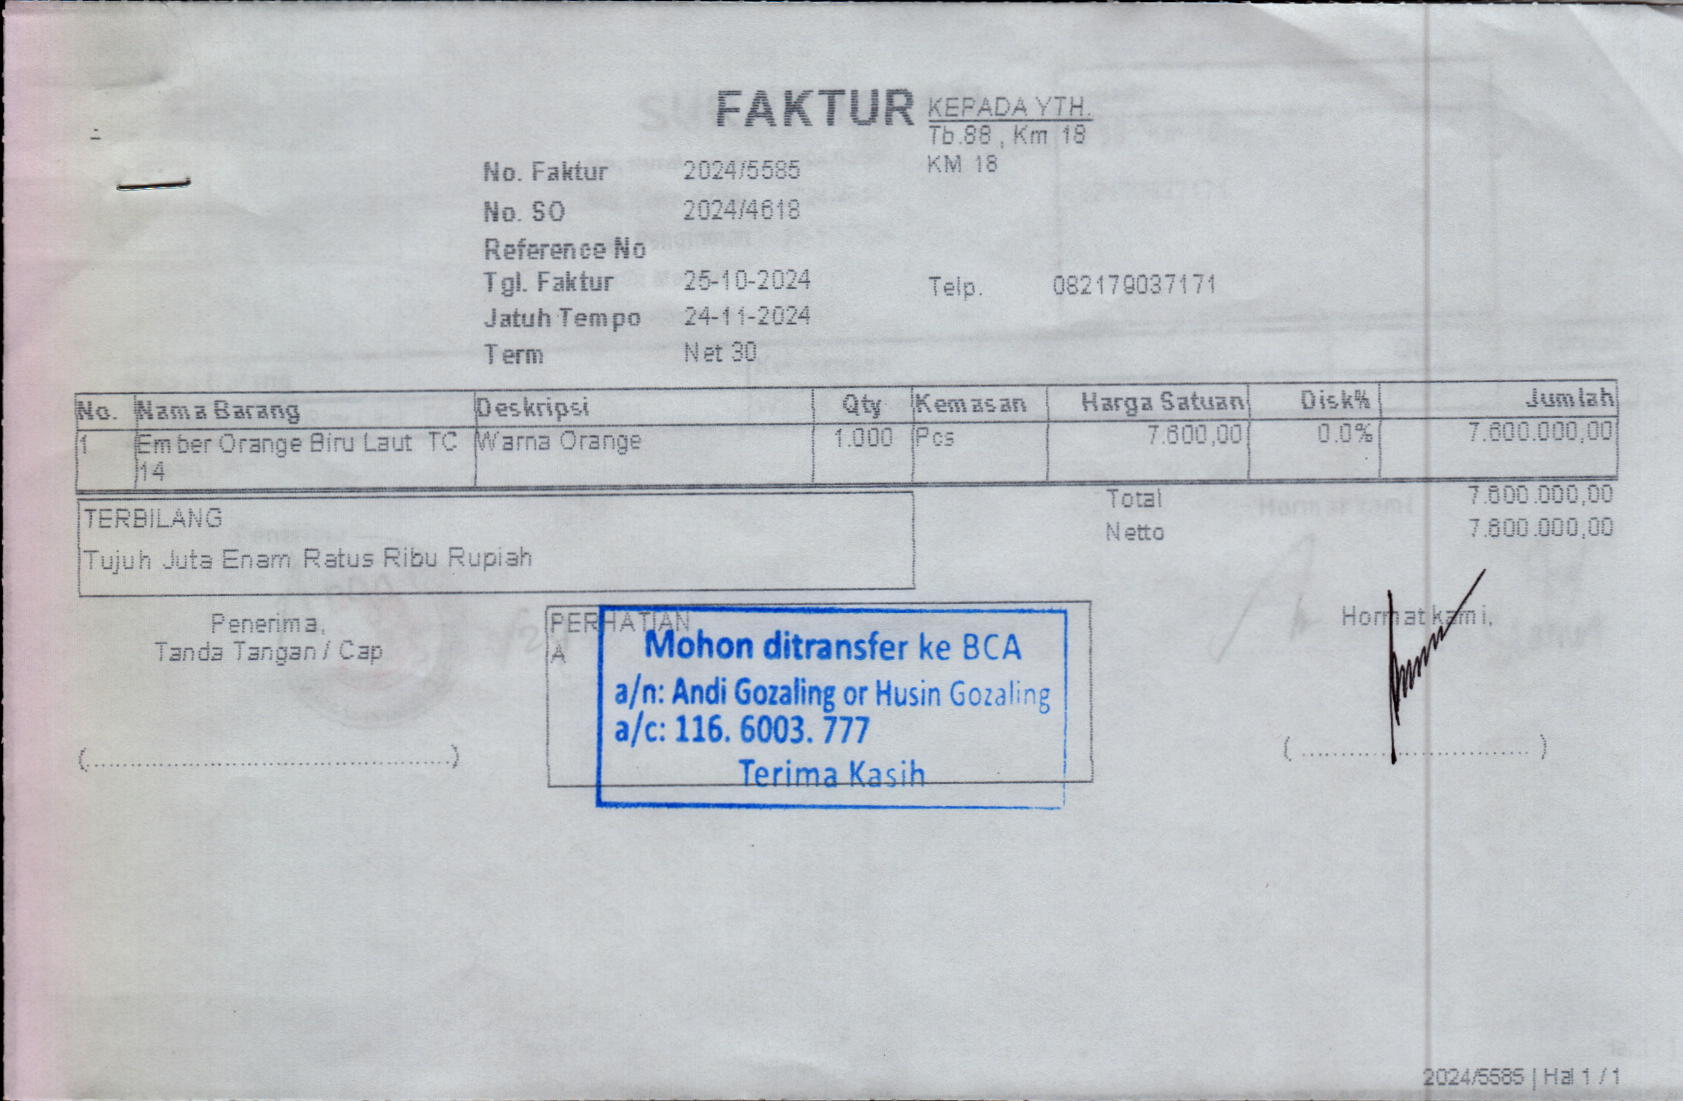 FAKTUR
KEPADA YTH.
Tb.88 , Km 18
KM 18
No. Faktur 2024/5585
No. SO 2024/4618
Reference No
Tgl. Faktur 25-10-2024
Telp. 082179037171
Jatuh Tempo 24-11-2024
Term Net 30
No. Nama Barang Deskripsi Qty Kemasan Harga Satuan Disk% Jumlah
1 Ember Orange Biru Laut TC Warna Orange 1.000 Pcs 7.600,00 0.0% 7.600.000,00
14
Total 7.600.000,00
Netto 7.600.000,00
TERBILANG
Tujuh Juta Enam Ratus Ribu Rupiah
Penerima,
Tanda Tangan / Cap
PERHATIAN
A
Mohon ditransfer ke BCA
a/n: Andi Gozaling or Husin Gozaling
a/c: 116. 6003. 777
Terima Kasih
Hormat kami,
2024/5585 | Hal 1 / 1